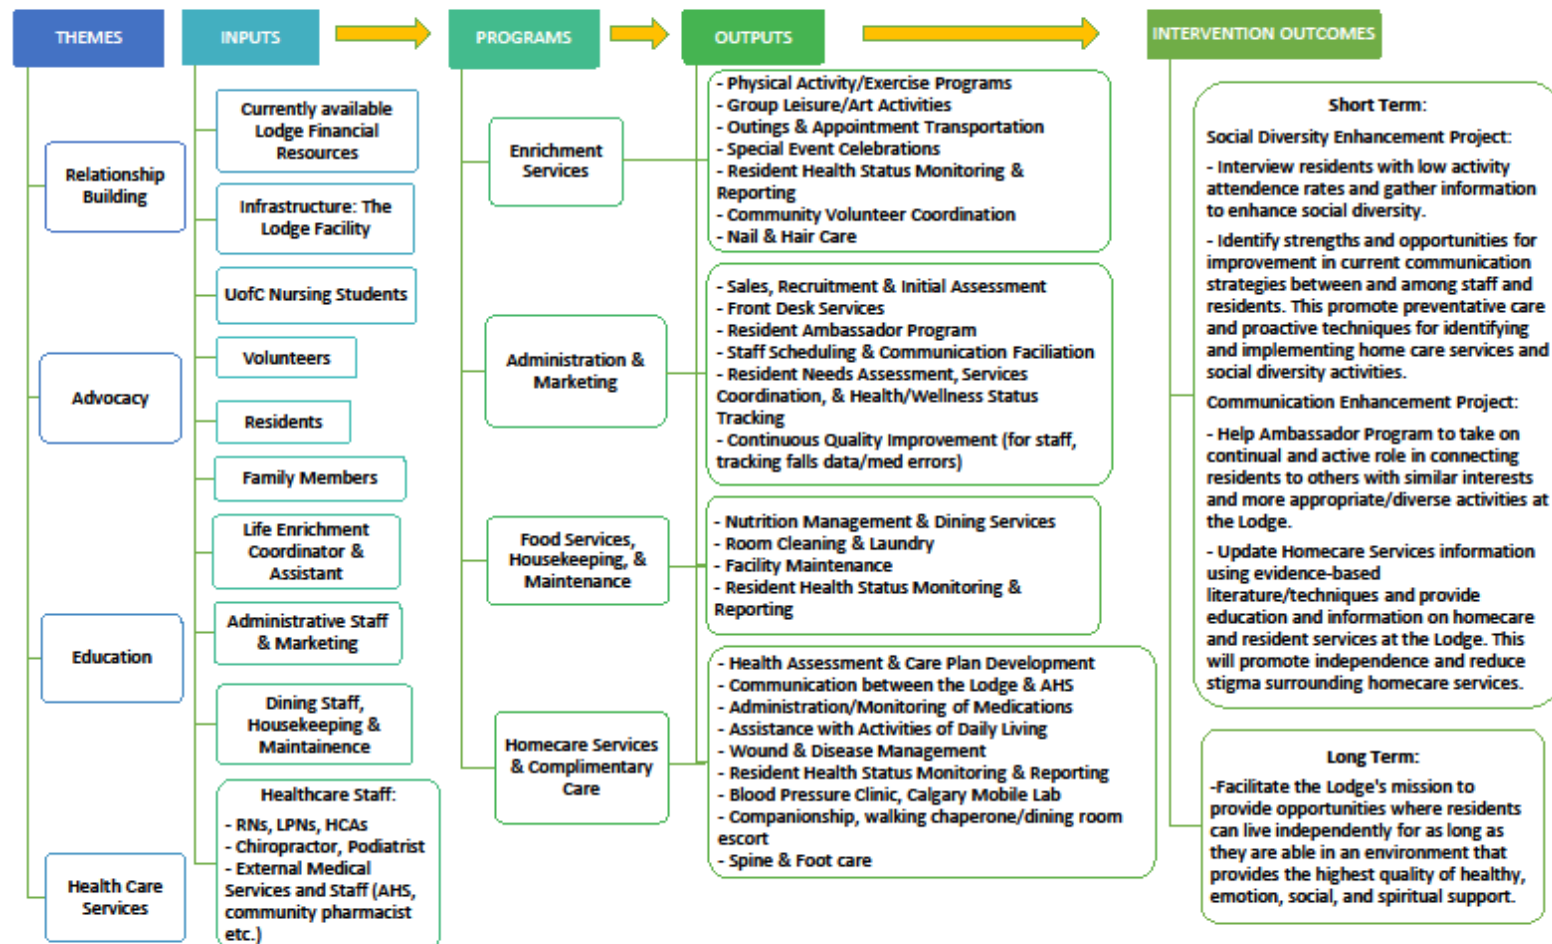 THEMES
INPUTS
PROGRAMS
OUTPUTS
INTERVENTION OUTCOMES
Relationship
Building
Advocacy
Education
Health Care
Services
Currently available
Lodge Financial
Resources
Infrastructure: The
Lodge Facility
UofC Nursing Students
Volunteers
Residents
Family Members
Life Enrichment
Coordinator &
Assistant
Administrative Staff
& Marketing
Dining Staff,
Housekeeping &
Maintainence
Healthcare Staff:
- RNs, LPNs, HCAs
- Chiropractor, Podiatrist
- External Medical
Services and Staff (AHS,
community pharmacist
etc.)
Enrichment
Services
Administration &
Marketing
Food Services,
Housekeeping, &
Maintenance
Homecare Services
& Complimentary
Care
- Physical Activity/Exercise Programs
- Group Leisure/Art Activities
- Outings & Appointment Transportation
- Special Event Celebrations
- Resident Health Status Monitoring &
Reporting
- Community Volunteer Coordination
- Nail & Hair Care
- Sales, Recruitment & Initial Assessment
- Front Desk Services
- Resident Ambassador Program
- Staff Scheduling & Communication Faciliation
- Resident Needs Assessment, Services
Coordination, & Health/Wellness Status
Tracking
- Continuous Quality Improvement (for staff,
tracking falls data/med errors)
- Nutrition Management & Dining Services
- Room Cleaning & Laundry
- Facility Maintenance
- Resident Health Status Monitoring &
Reporting
- Health Assessment & Care Plan Development
- Communication between the Lodge & AHS
- Administration/Monitoring of Medications
- Assistance with Activities of Daily Living
- Wound & Disease Management
- Resident Health Status Monitoring & Reporting
- Blood Pressure Clinic, Calgary Mobile Lab
- Companionship, walking chaperone/dining room
escort
- Spine & Foot care
Short Term:
Social Diversity Enhancement Project:
- Interview residents with low activity
attendence rates and gather information
to enhance social diversity.
- Identify strengths and opportunities for
improvement in current communication
strategies between and among staff and
residents. This promote preventative care
and proactive techniques for identifying
and implementing home care services and
social diversity activities.
Communication Enhancement Project:
- Help Ambassador Program to take on
continual and active role in connecting
residents to others with similar interests
and more appropriate/diverse activities at
the Lodge.
- Update Homecare Services information
using evidence-based
literature/techniques and provide
education and information on homecare
and resident services at the Lodge. This
will promote independence and reduce
stigma surrounding homecare services.
Long Term:
-Facilitate the Lodge's mission to
provide opportunities where residents
can live independently for as long as
they are able in an environment that
provides the highest quality of healthy,
emotion, social, and spiritual support.